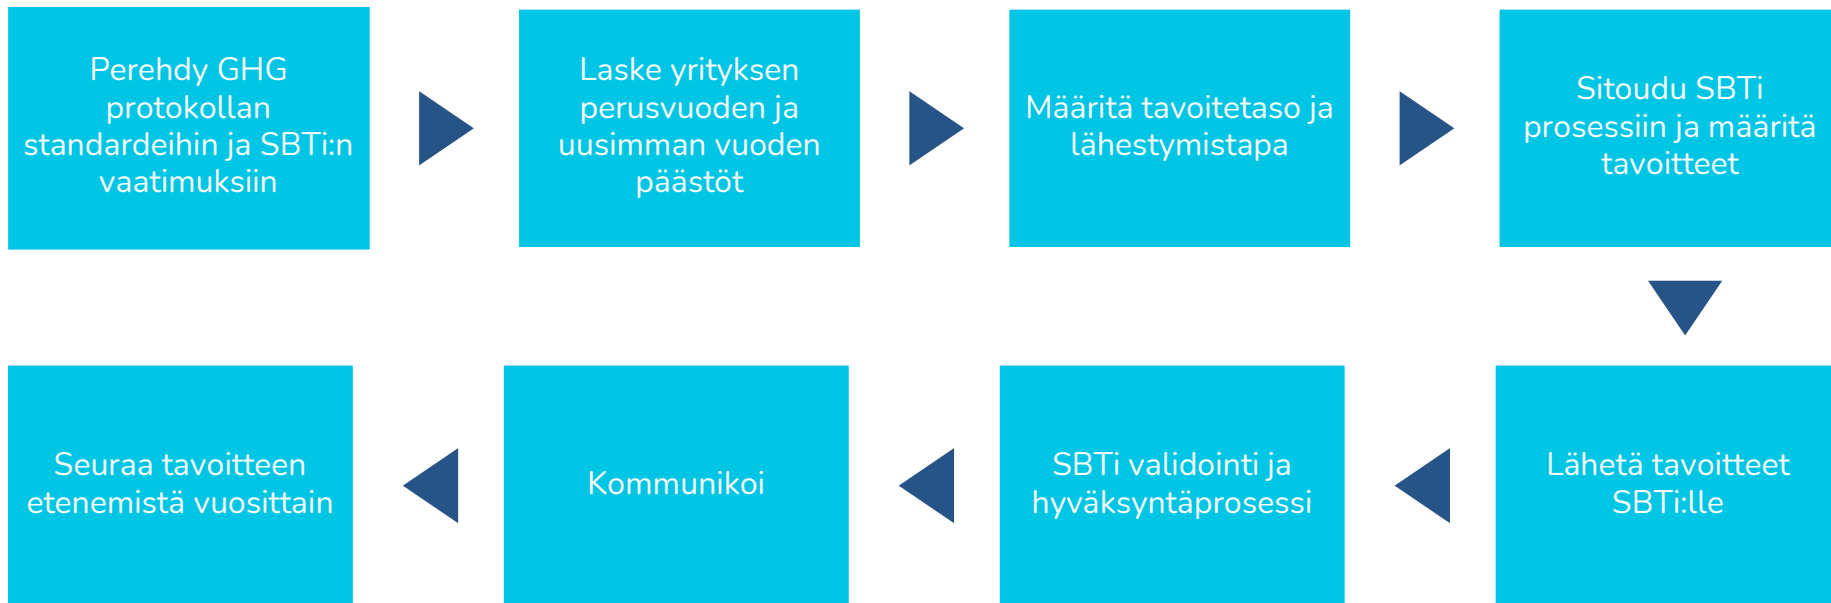 Perehdy GHG
protokollan
standardeihin ja SBTi:n
vaatimuksiin
Laske yrityksen
perusvuoden ja
uusimman vuoden
päästöt
Määritä tavoitetaso ja
lähestymistapa
Sitoudu SBTi
prosessiin ja määritä
tavoitteet
Lähetä tavoitteet
SBTi:lle
SBTi validointi ja
hyväksyntäprosessi
Kommunikoi
Seuraa tavoitteen
etenemistä vuosittain